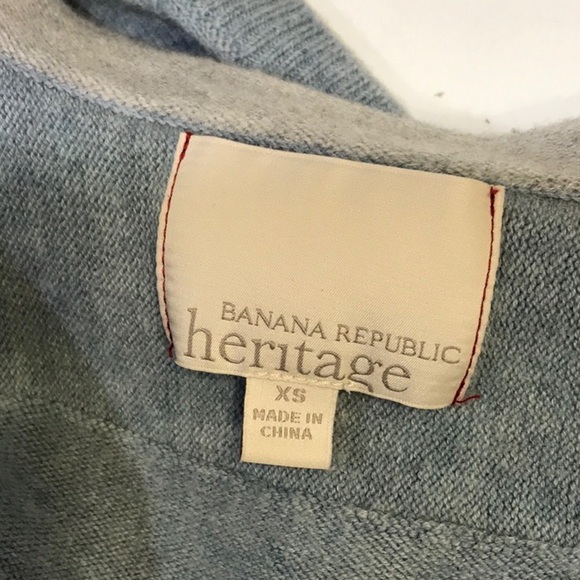 BANANA REPUBLIC
heritage
XS
MADE IN
CHINA